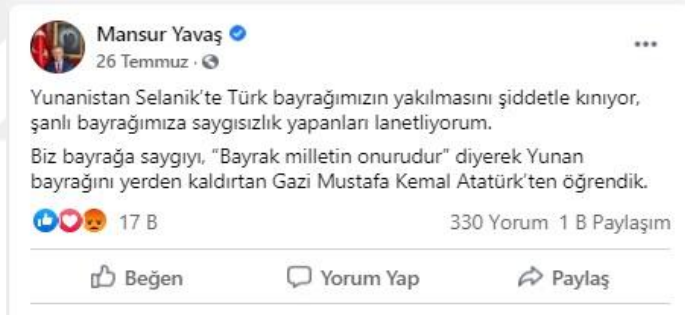 Mansur Yavaş
26 Temmuz ·
Yunanistan Selanik’te Türk bayrağımızın yakılmasını şiddetle kınıyor,
şanlı bayrağımıza saygısızlık yapanları lanetliyorum.
Biz bayrağa saygıyı, “Bayrak milletin onurudur” diyerek Yunan
bayrağını yerden kaldırtan Gazi Mustafa Kemal Atatürk’ten öğrendik.
17 B 330 Yorum 1 B Paylaşım
Beğen Yorum Yap Paylaş